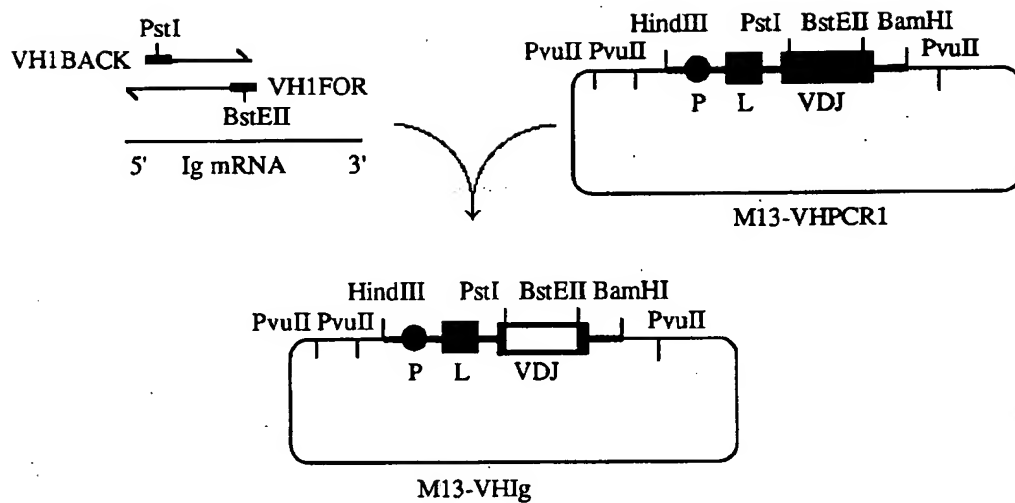 PstI
VH1BACK
VH1FOR
BstEII
5' Ig mRNA 3'
HindIII PstI BstEII BamHI
PvuII PvuII PvuII
P L VDJ
M13-VHPCR1
HindIII PstI BstEII BamHI
PvuII PvuII PvuII
P L VDJ
M13-VHIg